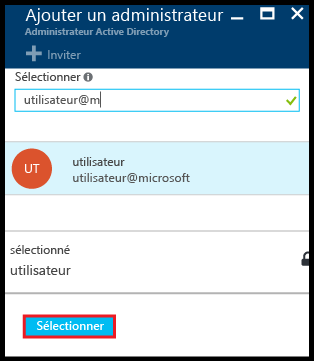 Ajouter un administrateur
Administrateur Active Directory
Inviter
Sélectionner
utilisateur@m
UT
utilisateur
utilisateur@microsoft
sélectionné
utilisateur
Sélectionner